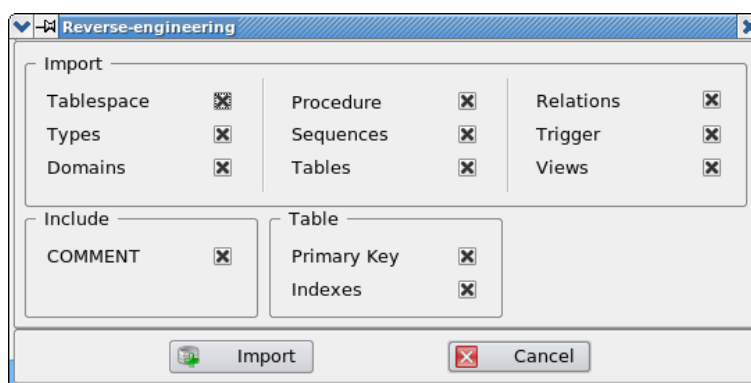 Reverse-engineering
Import
Tablespace Procedure Relations
Types Sequences Trigger
Domains Tables Views
Include Table
COMMENT Primary Key
Indexes
Import Cancel